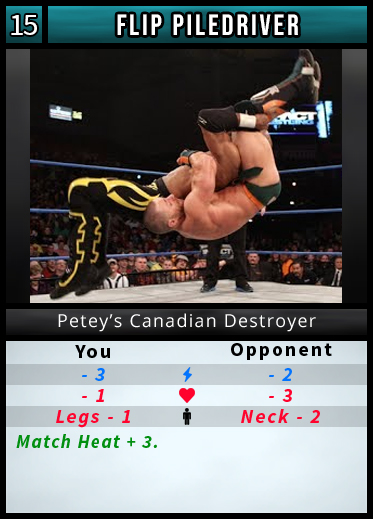 15 FLIP PILEDRIVER
Petey's Canadian Destroyer
You Opponent
- 3 - 2
- 1 - 3
Legs - 1 Neck - 2
Match Heat + 3.